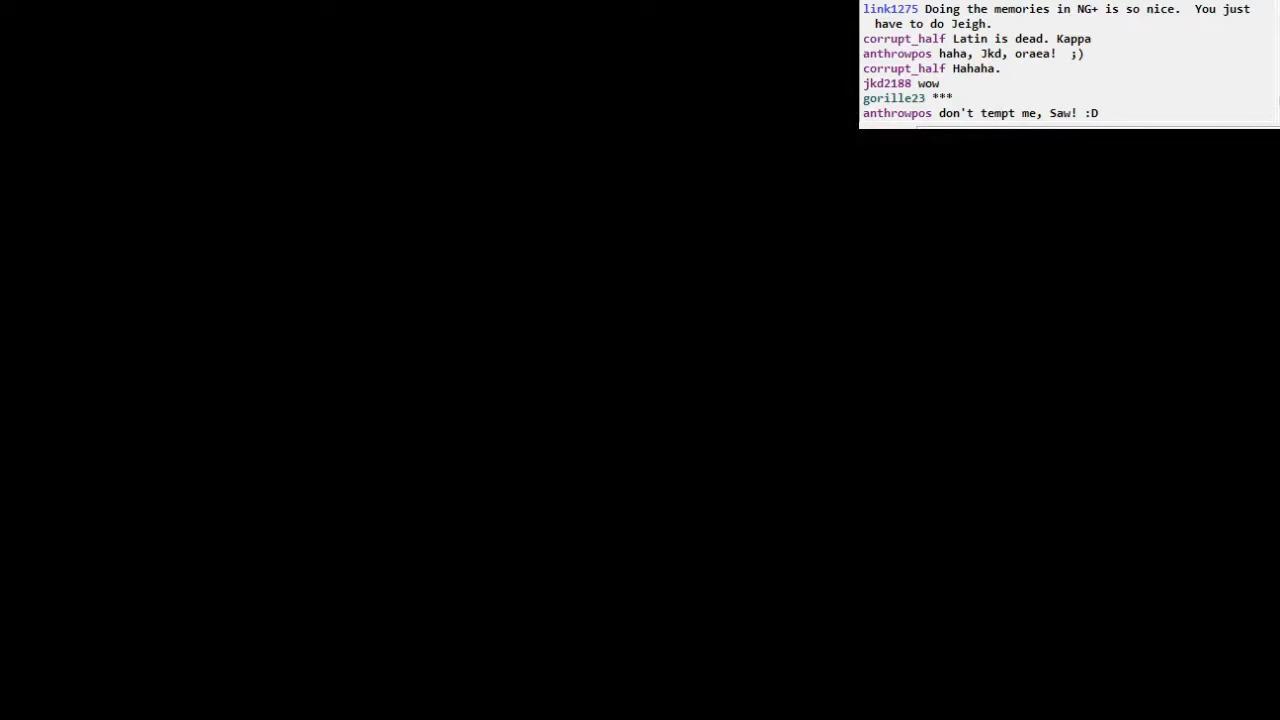 link1275 Doing the memories in NG+ is so nice.  You just
have to do Jeigh.
corrupt_half Latin is dead. Kappa
anthrowpos haha, Jkd, oraea!  ;)
corrupt_half Hahaha.
jkd2188 wow
gorille23 ***
anthrowpos don't tempt me, Saw! :D